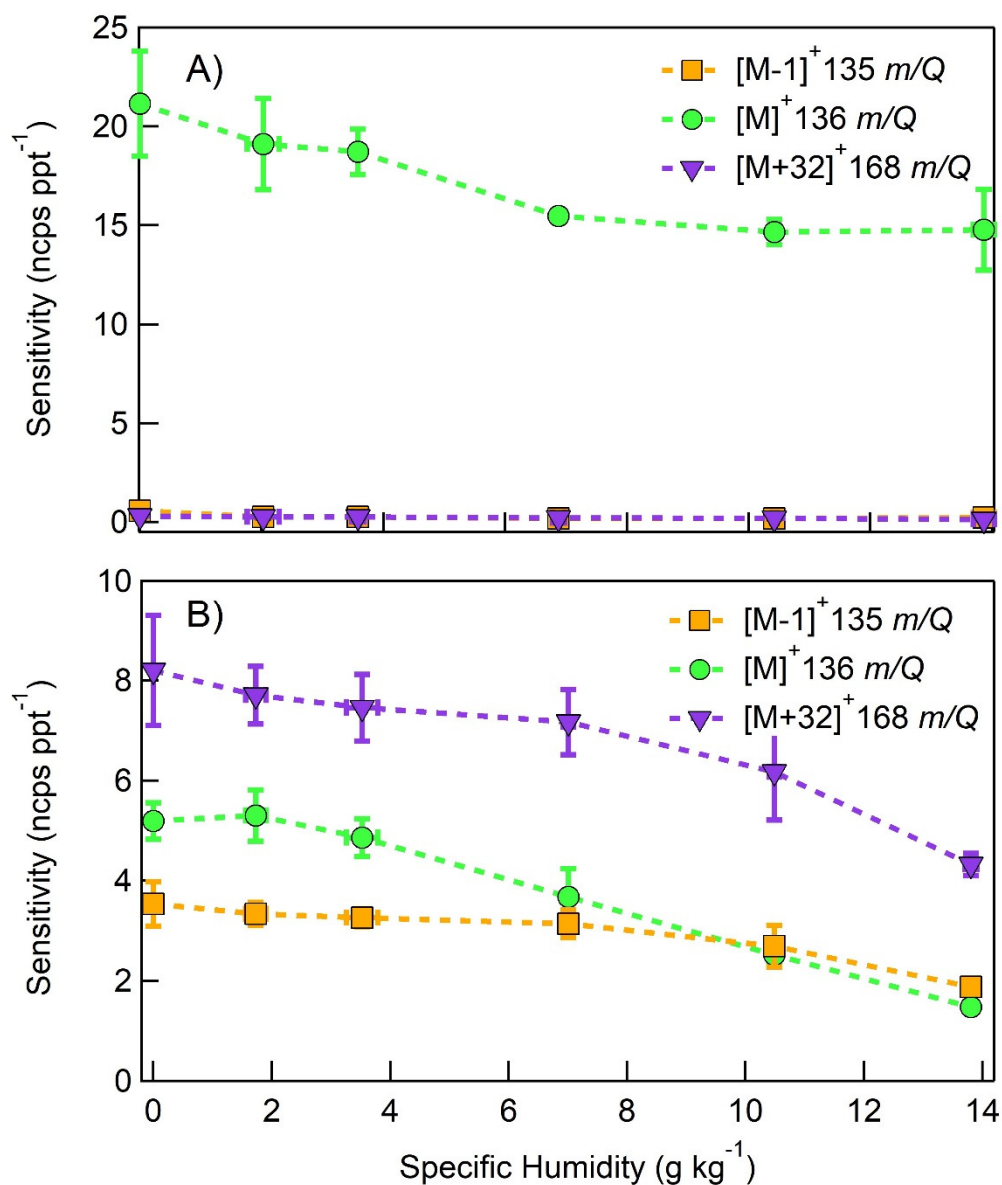 25
A)
[M-1]⁺ 135 m/Q
[M]⁺ 136 m/Q
[M+32]⁺ 168 m/Q
20
15
10
5
0
Sensitivity (ncps ppt⁻¹)
10
B)
[M-1]⁺ 135 m/Q
[M]⁺ 136 m/Q
[M+32]⁺ 168 m/Q
8
6
4
2
0
Sensitivity (ncps ppt⁻¹)
0 2 4 6 8 10 12 14
Specific Humidity (g kg⁻¹)